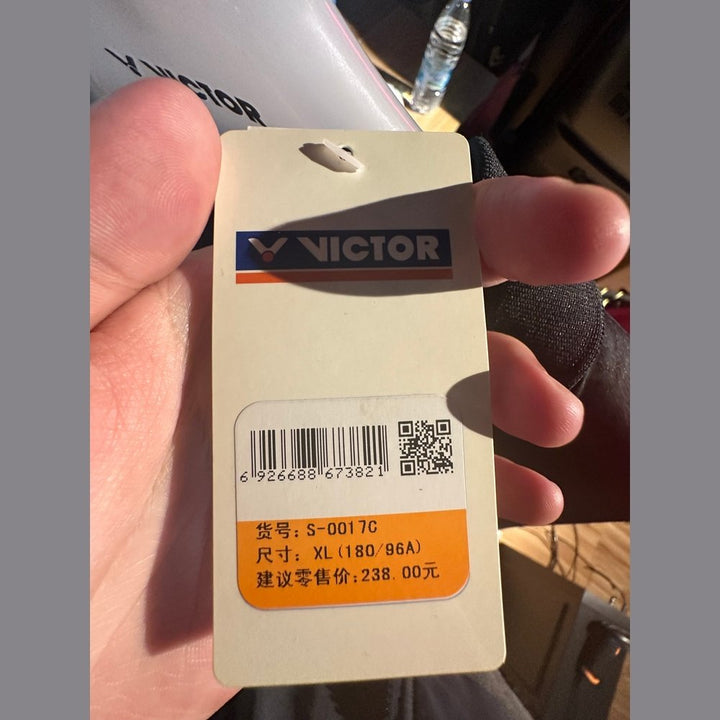 VICTOR
VICTOR
6 926688 673821
货号: S-0017C
尺寸: XL(180/96A)
建议零售价:238.00元